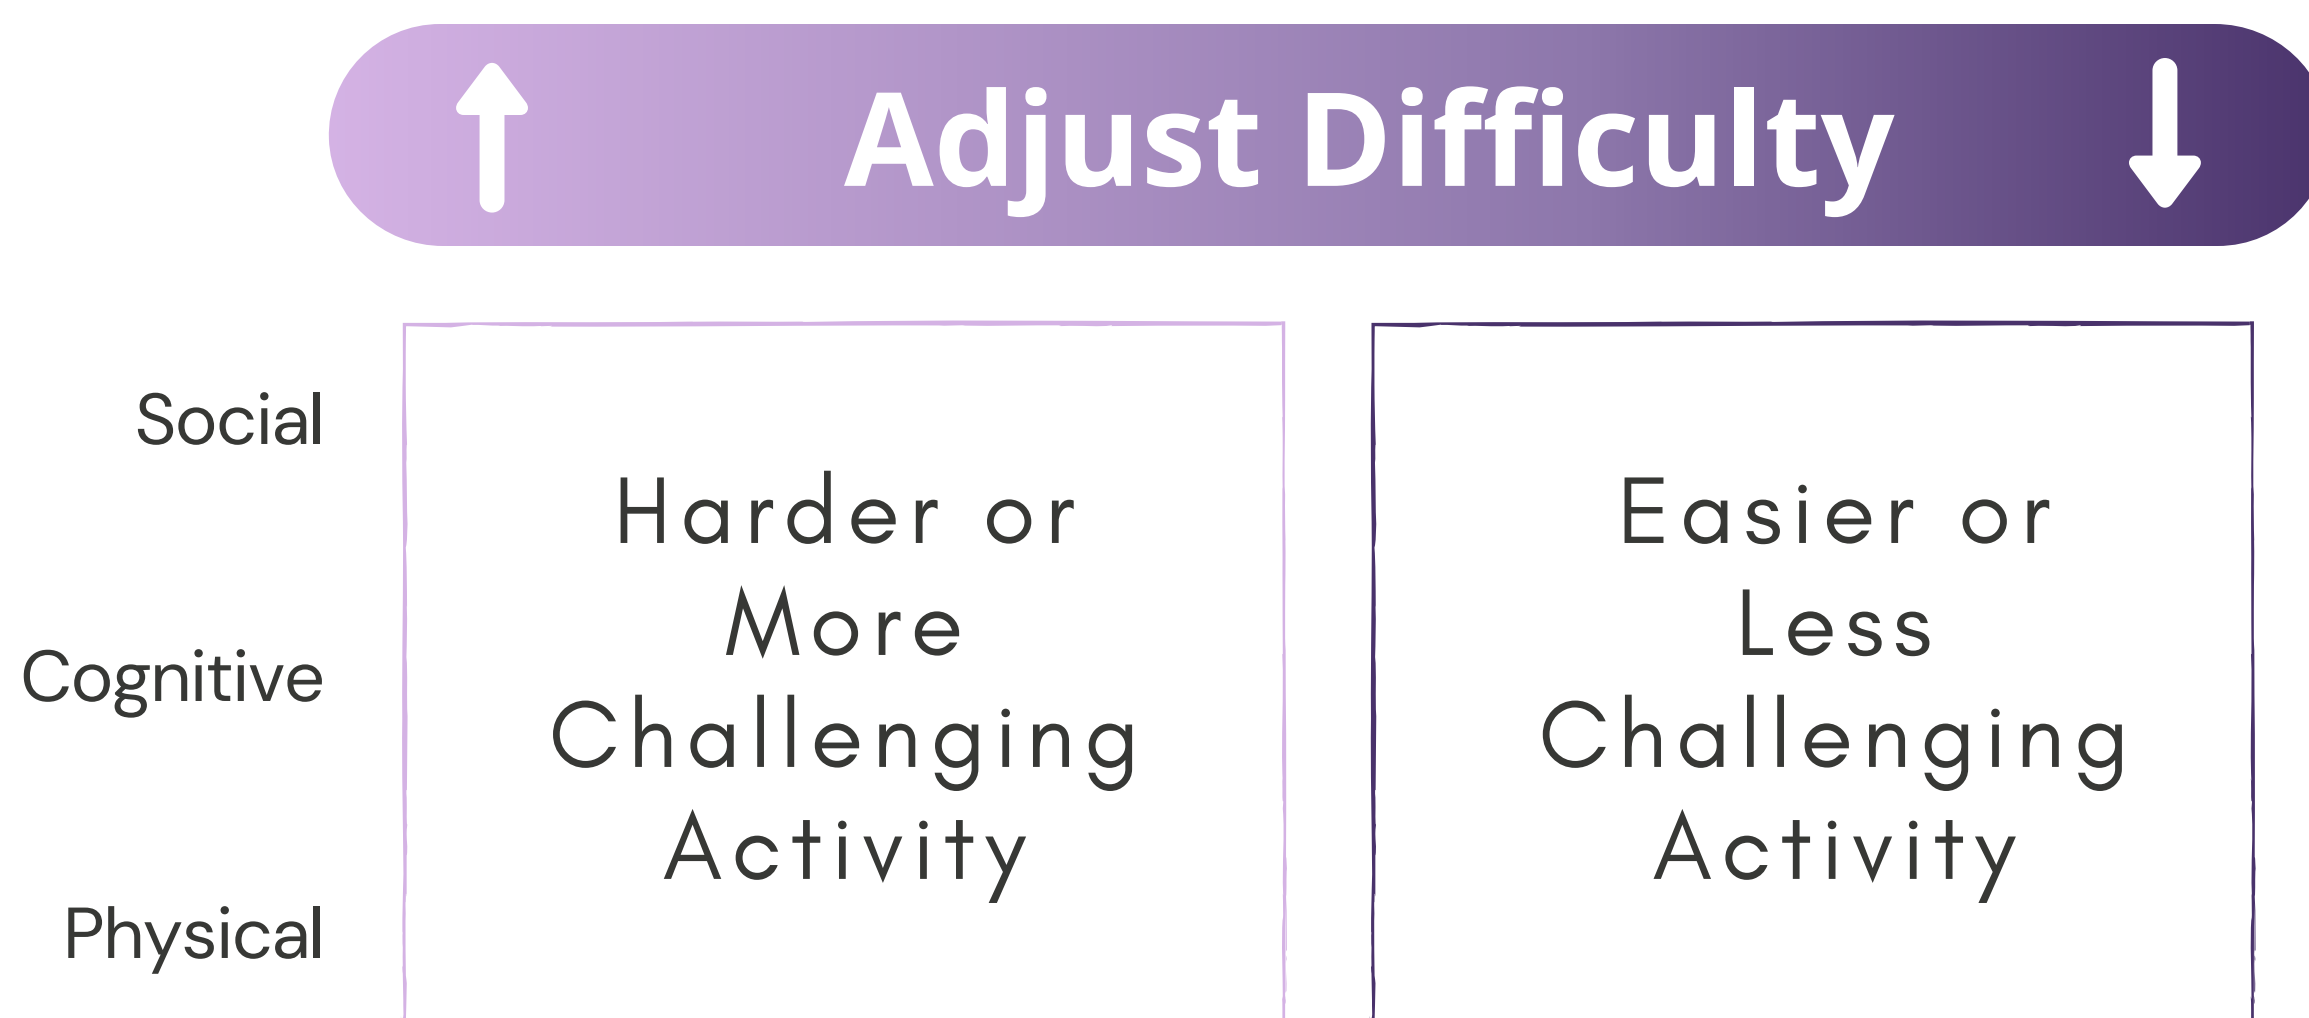 Adjust Difficulty
Social
Cognitive
Physical
Harder or
More
Challenging
Activity
Easier or
Less
Challenging
Activity